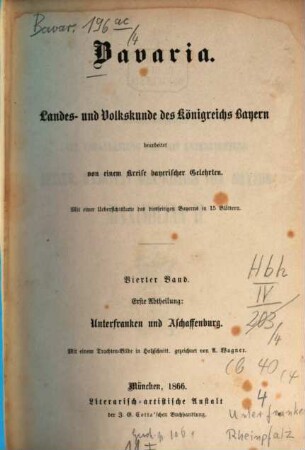 Bavar. 196 ac/4
Bavaria.
Landes- und Volkskunde des Königreichs Bayern
bearbeitet
von einem Kreise bayerischer Gelehrten.
Mit einer Uebersichtskarte des diesseitigen Bayerns in 15 Blättern.
Vierter Band.
Erste Abtheilung:
Unterfranken und Aschaffenburg.
Mit einem Trachten-Bilde in Holzschnitt, gezeichnet von A. Wagner.
München, 1866.
Literarisch-artistische Anstalt
der J. G. Cotta'schen Buchhandlung.
Hbh
IV
203/4
(6 40 (4
4
Unterfranken
Rheinpfalz